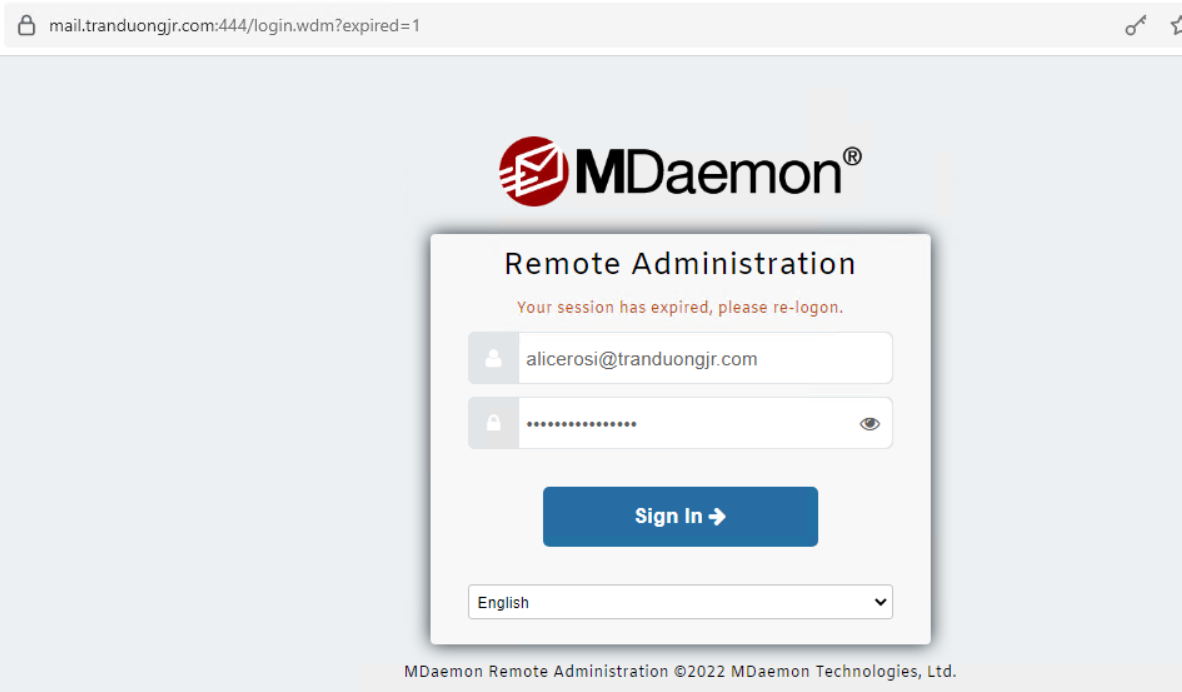 mail.tranduongjr.com:444/login.wdm?expired=1
MDaemon®
Remote Administration
Your session has expired, please re-logon.
alicerosi@tranduongjr.com
••••••••••••••••
Sign In
English
MDaemon Remote Administration ©2022 MDaemon Technologies, Ltd.